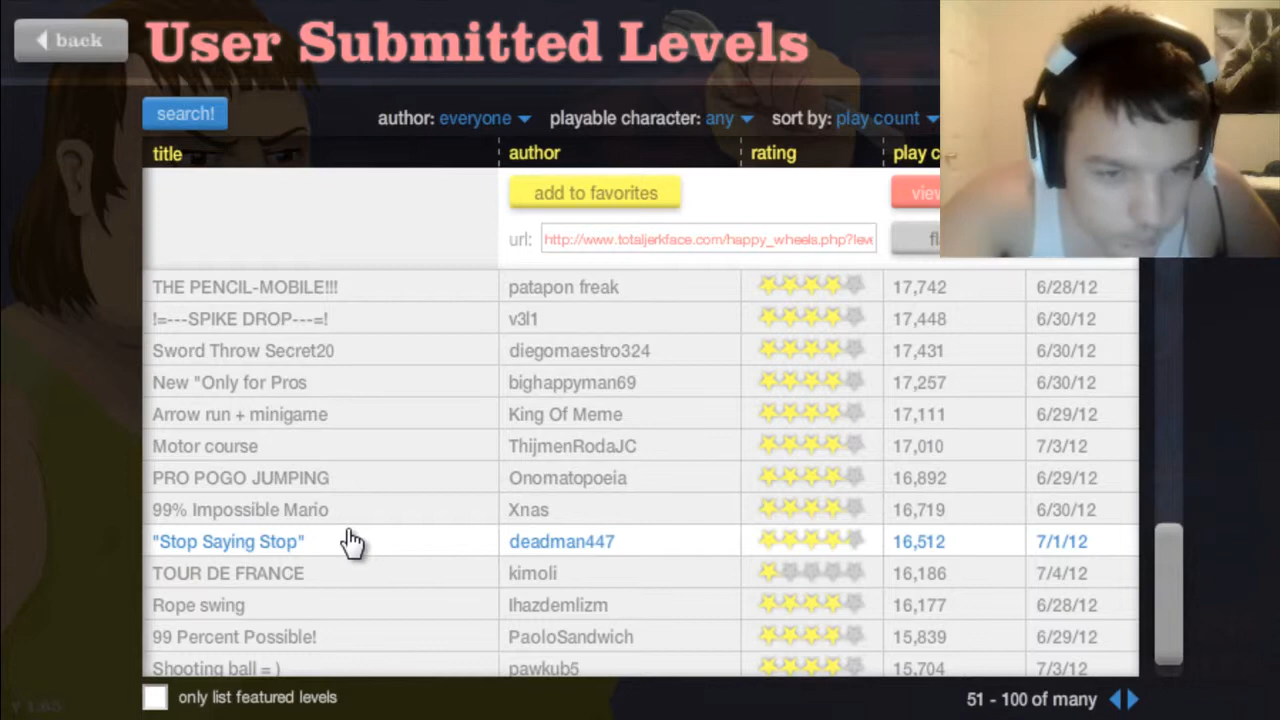 back
User Submitted Levels
search!
author: everyone
playable character: any
sort by: play count
title
author
rating
play c
add to favorites
view
url: http://www.totaljerkface.com/happy_wheels.php?leve
fl
THE PENCIL-MOBILE!!! patapon freak 17,742 6/28/12
!=---SPIKE DROP---=! v3l1 17,448 6/30/12
Sword Throw Secret20 diegomaestro324 17,431 6/30/12
New "Only for Pros bighappyman69 17,257 6/30/12
Arrow run + minigame King Of Meme 17,111 6/29/12
Motor course ThijmenRodaJC 17,010 7/3/12
PRO POGO JUMPING Onomatopoeia 16,892 6/29/12
99% Impossible Mario Xnas 16,719 6/30/12
"Stop Saying Stop" deadman447 16,512 7/1/12
TOUR DE FRANCE kimoli 16,186 7/4/12
Rope swing Ihazdemlizm 16,177 6/28/12
99 Percent Possible! PaoloSandwich 15,839 6/29/12
Shooting ball = ) pawkub5 15,704 7/3/12
only list featured levels
51 - 100 of many